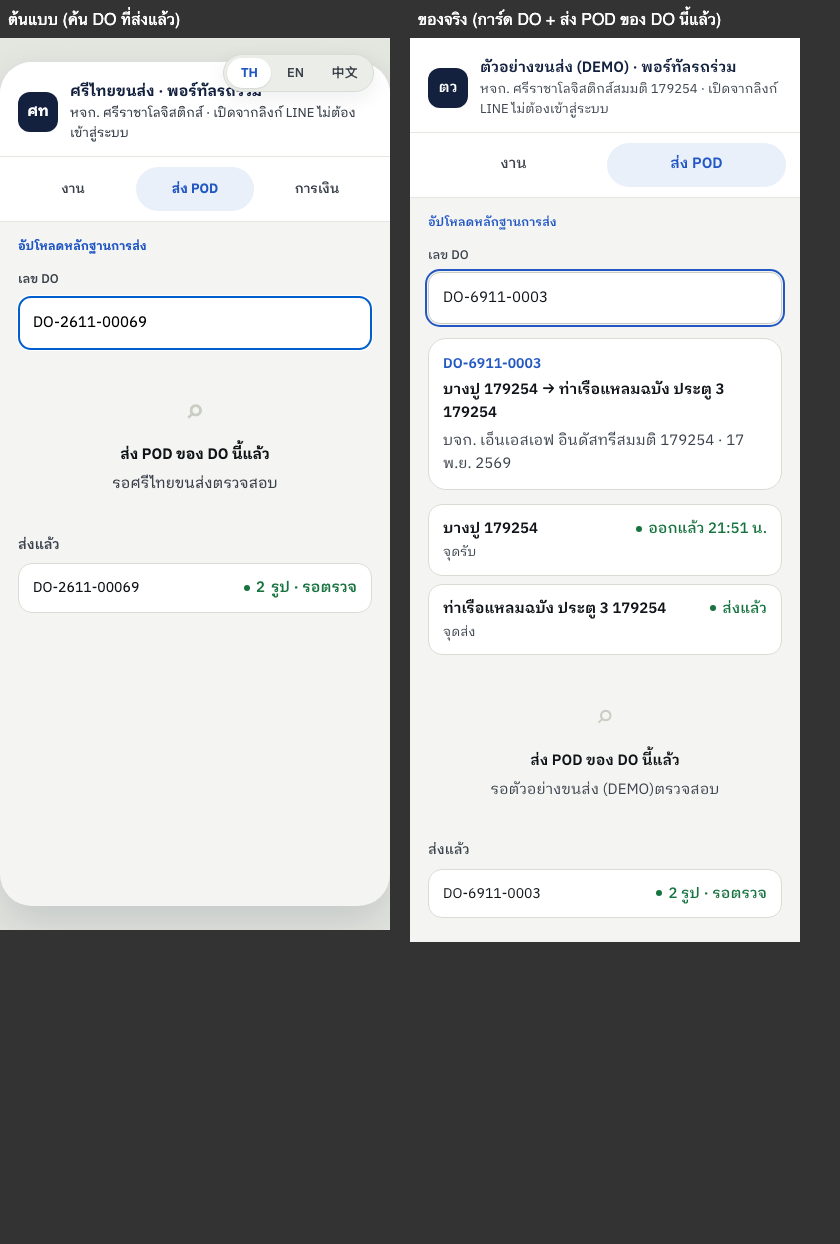 ต้นแบบ (ค้น DO ที่ส่งแล้ว)
TH EN 中文
ศท
ศรีไทยขนส่ง · พอร์ทัลรถร่วม
หจก. ศรีราชาโลจิสติกส์ · เปิดจากลิงก์ LINE ไม่ต้อง
เข้าสู่ระบบ
งาน ส่ง POD การเงิน
อัปโหลดหลักฐานการส่ง
เลข DO
DO-2611-00069
ส่ง POD ของ DO นี้แล้ว
รอศรีไทยขนส่งตรวจสอบ
ส่งแล้ว
DO-2611-00069 2 รูป · รอตรวจ
ของจริง (การ์ด DO + ส่ง POD ของ DO นี้แล้ว)
ตว
ตัวอย่างขนส่ง (DEMO) · พอร์ทัลรถร่วม
หจก. ศรีราชาโลจิสติกส์สมมติ 179254 · เปิดจากลิงก์
LINE ไม่ต้องเข้าสู่ระบบ
งาน ส่ง POD
อัปโหลดหลักฐานการส่ง
เลข DO
DO-6911-0003
DO-6911-0003
บางปู 179254 → ท่าเรือแหลมฉบัง ประตู 3
179254
บจก. เอ็นเอสเอฟ อินดัสทรีสมมติ 179254 · 17
พ.ย. 2569
บางปู 179254 ออกแล้ว 21:51 น.
จุดรับ
ท่าเรือแหลมฉบัง ประตู 3 179254 ส่งแล้ว
จุดส่ง
ส่ง POD ของ DO นี้แล้ว
รอตัวอย่างขนส่ง (DEMO)ตรวจสอบ
ส่งแล้ว
DO-6911-0003 2 รูป · รอตรวจ